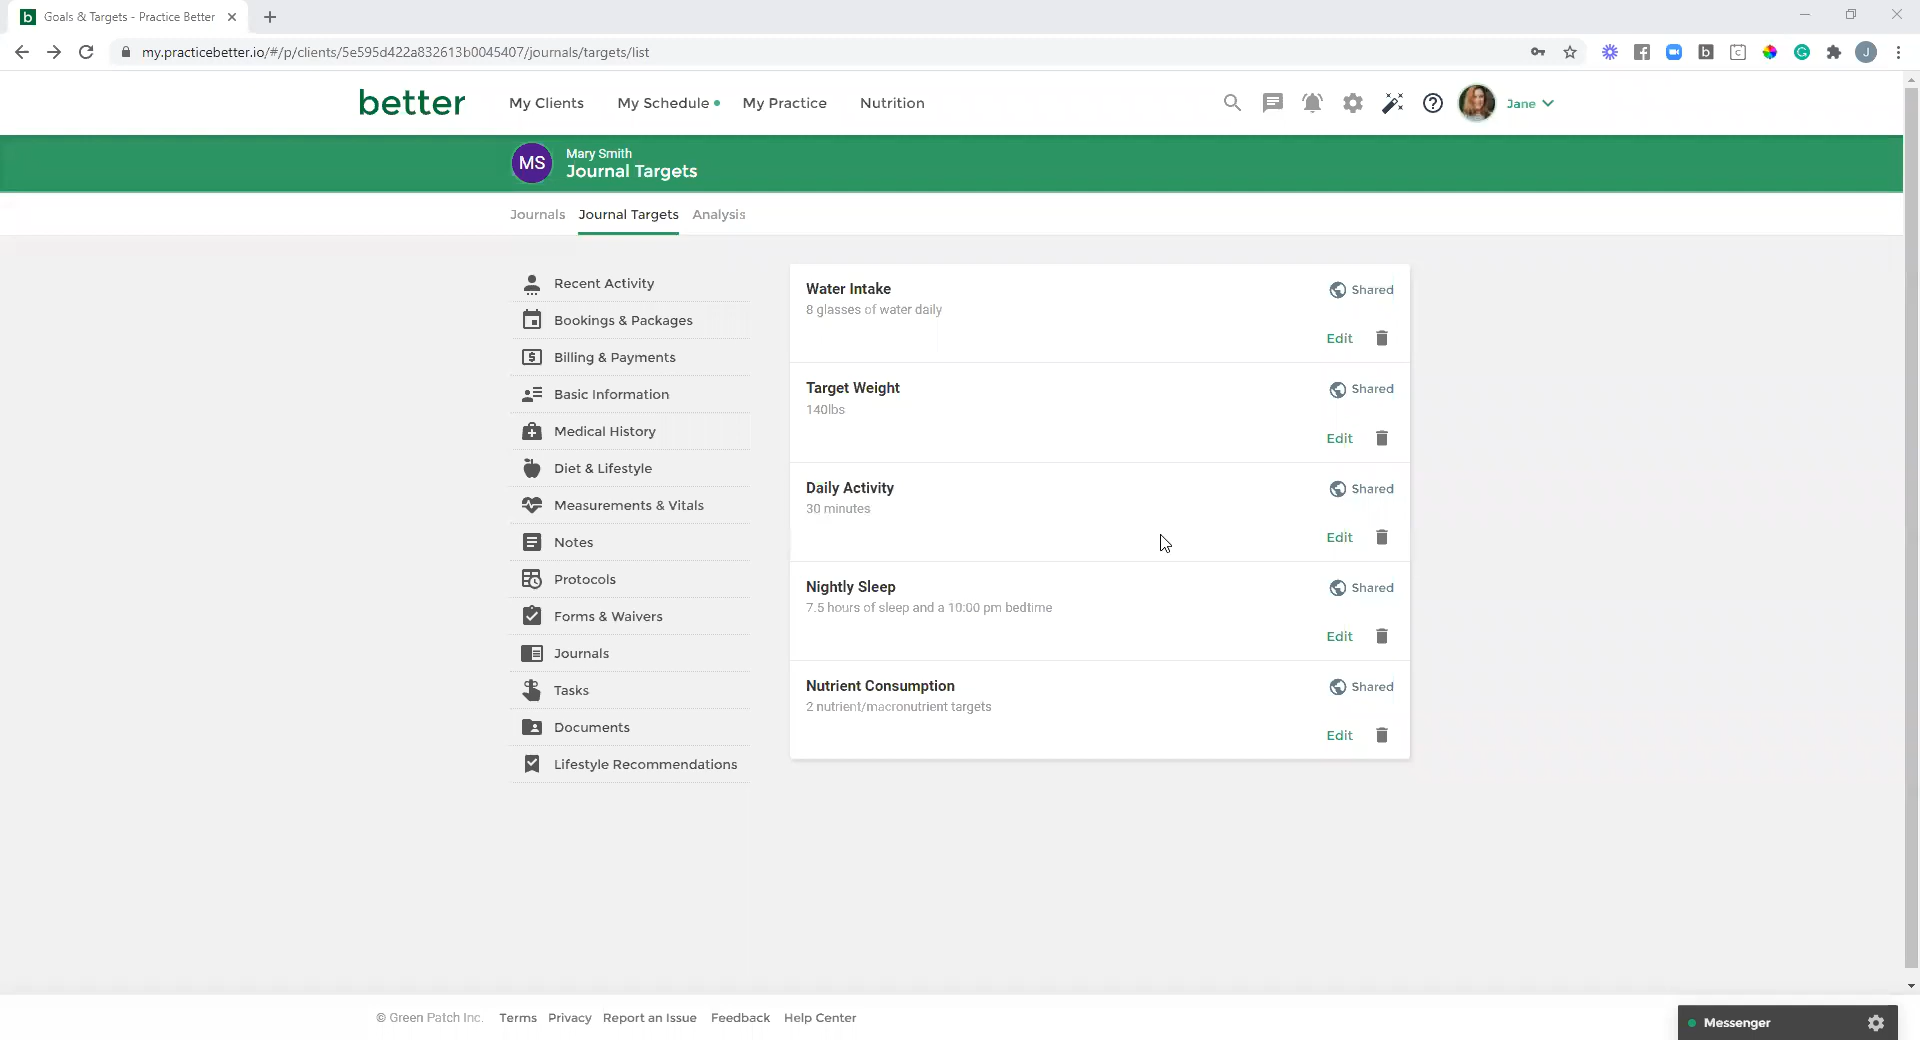 b Goals & Targets - Practice Better
my.practicebetter.io/#/p/clients/5e595d422a832613b0045407/journals/targets/list
b
c
G
J
better
My Clients
My Schedule
My Practice
Nutrition
Jane
MS
Mary Smith
Journal Targets
Journals
Journal Targets
Analysis
Recent Activity
Bookings & Packages
Billing & Payments
Basic Information
Medical History
Diet & Lifestyle
Measurements & Vitals
Notes
Protocols
Forms & Waivers
Journals
Tasks
Documents
Lifestyle Recommendations
Water Intake
Shared
8 glasses of water daily
Edit
Target Weight
Shared
140lbs
Edit
Daily Activity
Shared
30 minutes
Edit
Nightly Sleep
Shared
7.5 hours of sleep and a 10:00 pm bedtime
Edit
Nutrient Consumption
Shared
2 nutrient/macronutrient targets
Edit
© Green Patch Inc.
Terms
Privacy
Report an Issue
Feedback
Help Center
Messenger